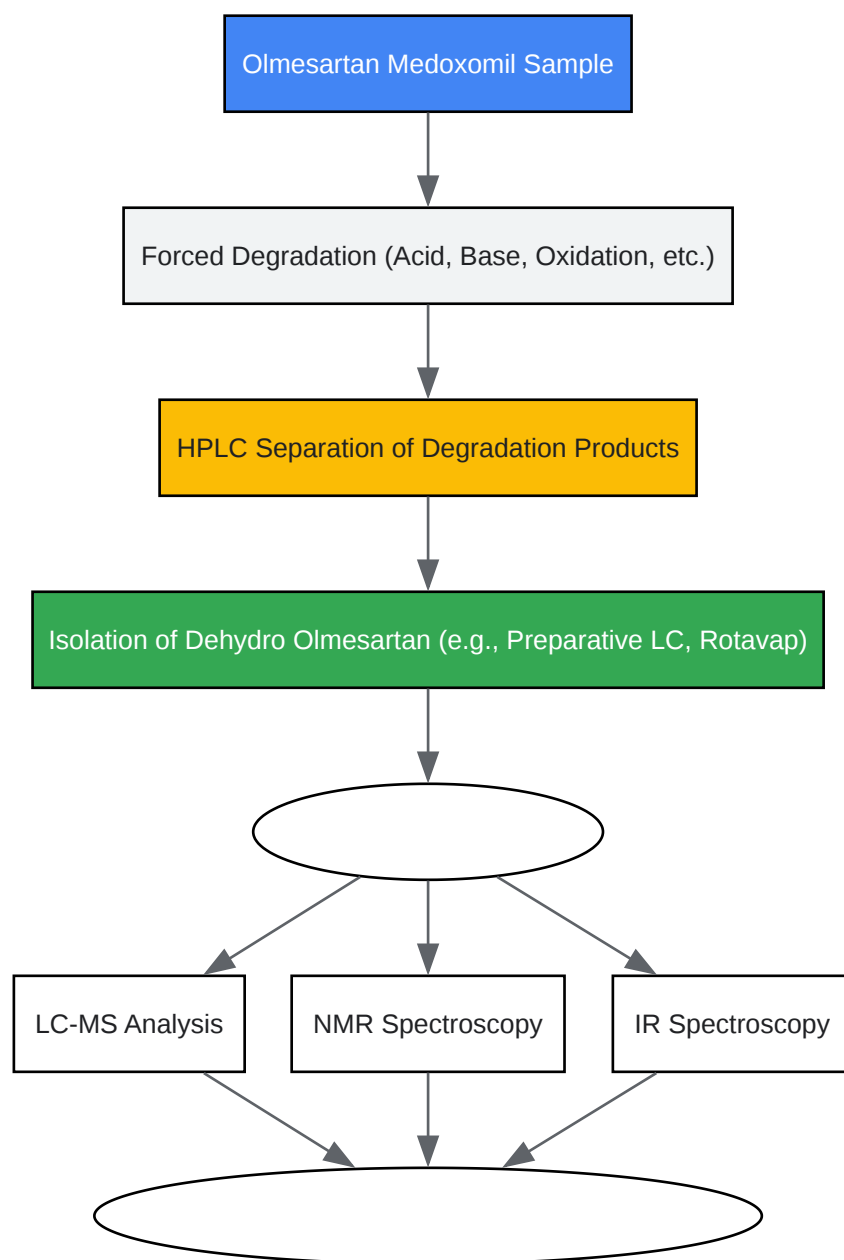 Olmesartan Medoxomil Sample
Forced Degradation (Acid, Base, Oxidation, etc.)
HPLC Separation of Degradation Products
Isolation of Dehydro Olmesartan (e.g., Preparative LC, Rotavap)
LC-MS Analysis
NMR Spectroscopy
IR Spectroscopy